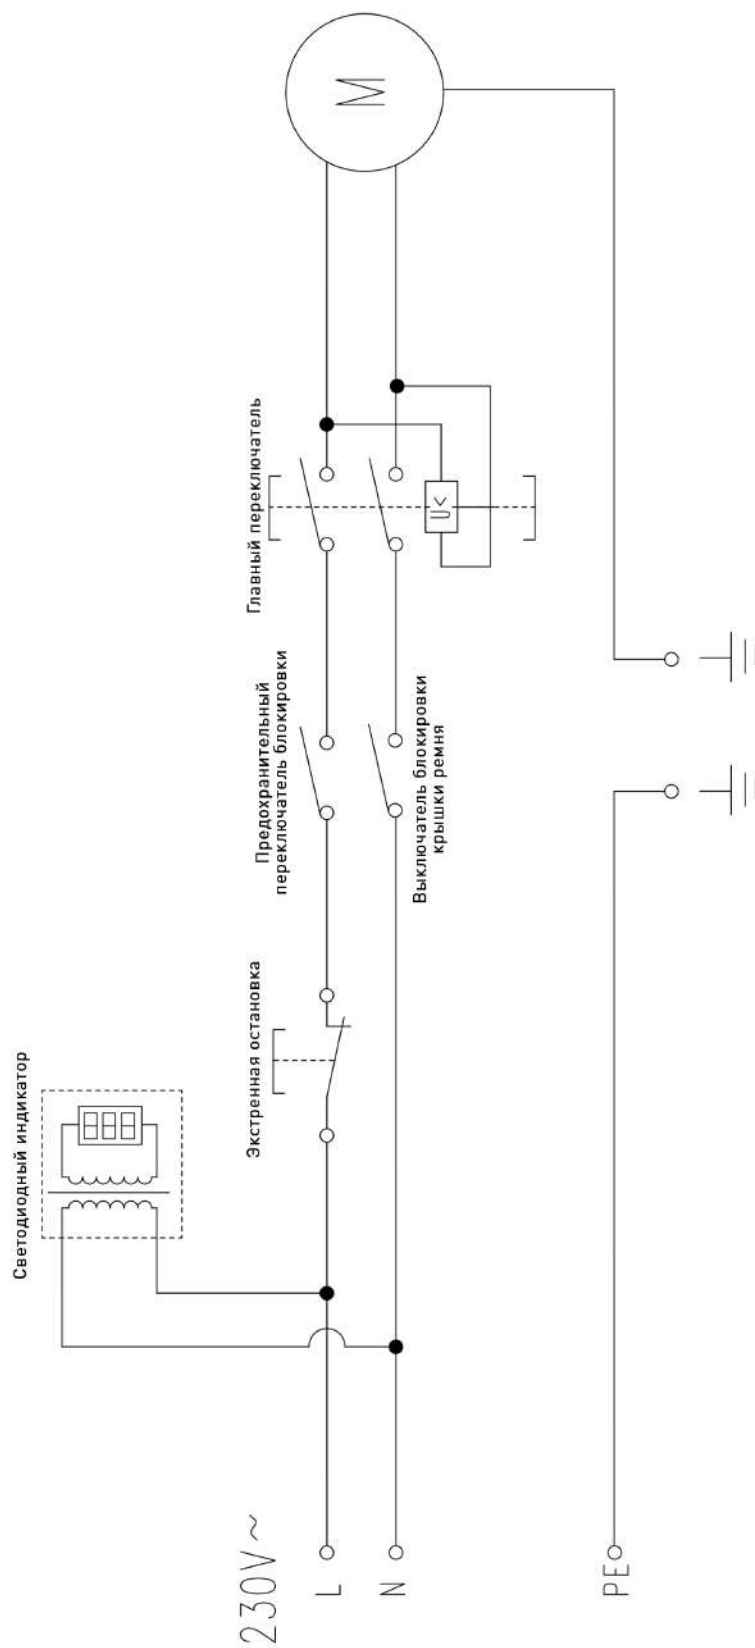 Светодиодный индикатор
Экстренная остановка
Предохранительный
переключатель блокировки
Главный переключатель
Выключатель блокировки
крышки ремня
M
U<
230V~
L
N
PE